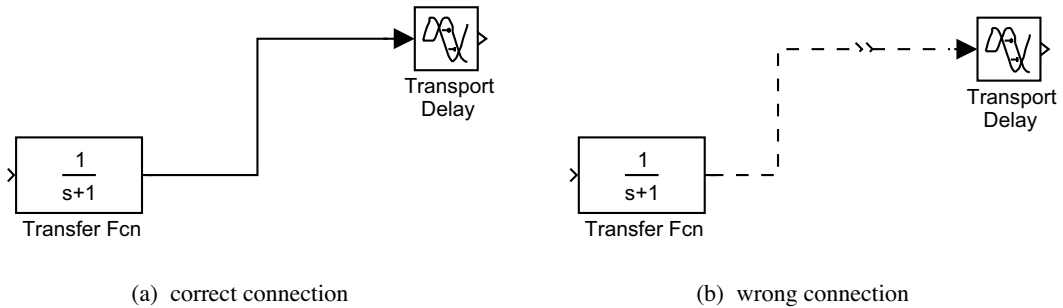 Transport
Delay
1
s+1
Transfer Fcn
(a) correct connection
Transport
Delay
1
s+1
Transfer Fcn
(b) wrong connection